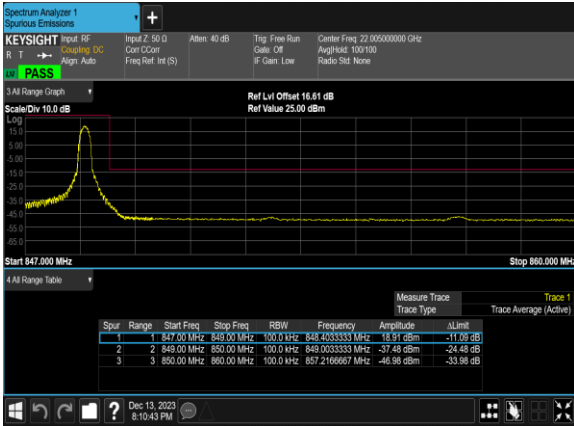 Spectrum Analyzer 1
Spurious Emissions
+
KEYSIGHT Input: RF Input Z: 50 Ω Atten: 40 dB Trig: Free Run Center Freq: 22.005000000 GHz
R T Coupling: DC Corr CCorr Gate: Off Avg|Hold: 100/100
Align: Auto Freq Ref: Int (S) IF Gain: Low Radio Std: None
PASS
3 All Range Graph
Ref Lvl Offset 16.61 dB
Scale/Div 10.0 dB Ref Value 25.00 dBm
Log
15.0
5.00
-5.00
-15.0
-25.0
-35.0
-45.0
-55.0
-65.0
Start 847.000 MHz Stop 860.000 MHz
4 All Range Table
Measure Trace Trace 1
Trace Type Trace Average (Active)
Spur Range Start Freq Stop Freq RBW Frequency Amplitude ΔLimit
1 1 847.00 MHz 849.00 MHz 100.0 kHz 848.4033333 MHz 18.91 dBm -11.09 dB
2 2 849.00 MHz 850.00 MHz 100.0 kHz 849.0033333 MHz -37.48 dBm -24.48 dB
3 3 850.00 MHz 860.00 MHz 100.0 kHz 857.2166667 MHz -46.98 dBm -33.98 dB
? Dec 13, 2023
8:10:43 PM